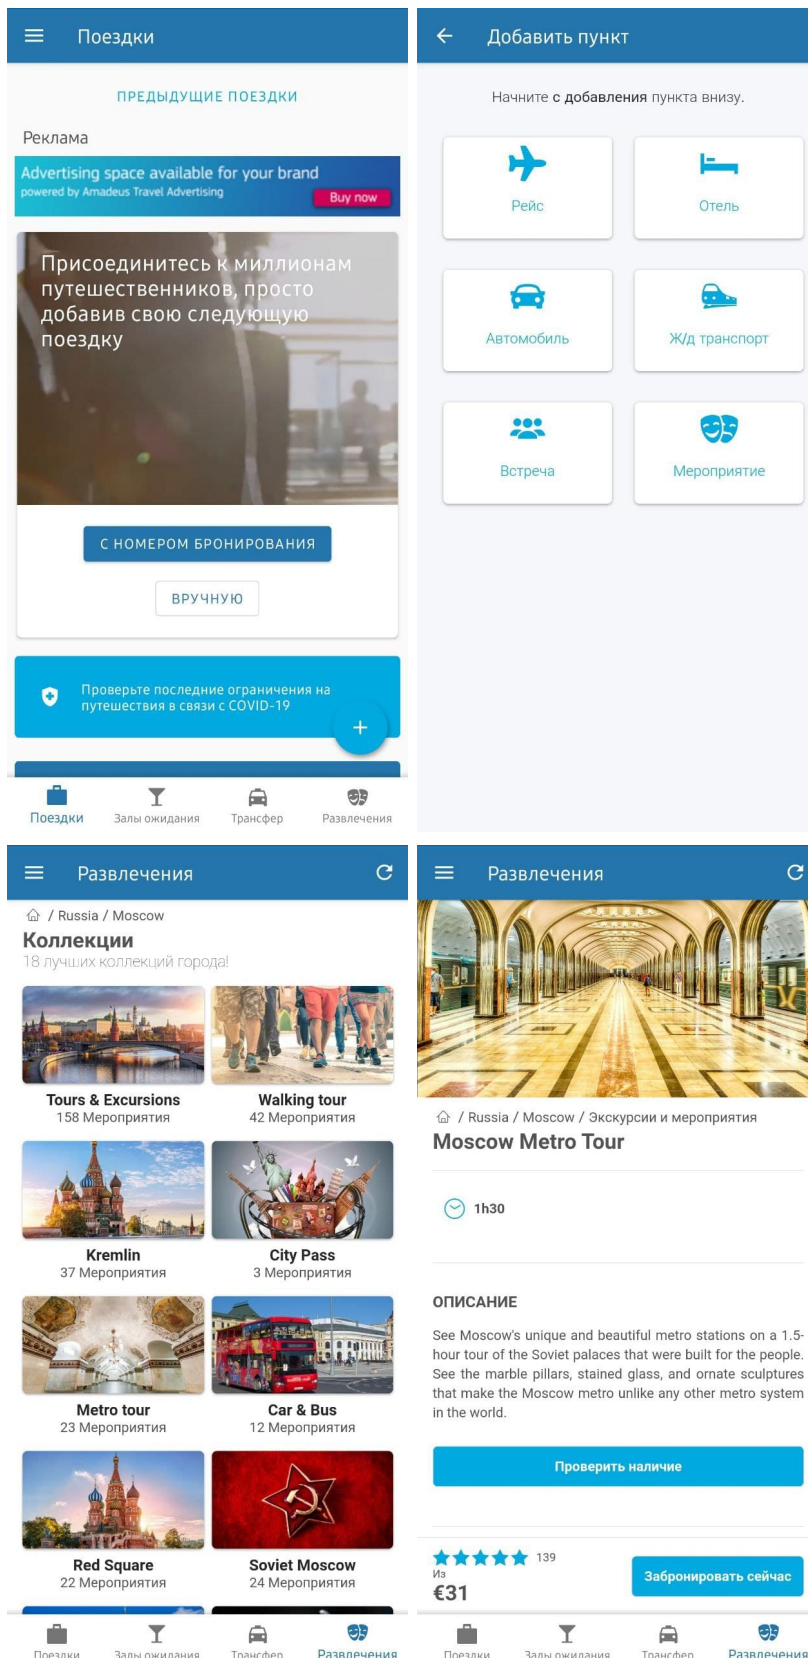 Поездки
ПРЕДЫДУЩИЕ ПОЕЗДКИ
Реклама
Advertising space available for your brand
powered by Amadeus Travel Advertising
Buy now
Присоединитесь к миллионам
путешественников, просто
добавив свою следующую
поездку
С НОМЕРОМ БРОНИРОВАНИЯ
ВРУЧНУЮ
Проверьте последние ограничения на
путешествия в связи с COVID-19
Поездки
Залы ожидания
Трансфер
Развлечения
Добавить пункт
Начните с добавления пункта внизу.
Рейс
Отель
Автомобиль
Ж/д транспорт
Встреча
Мероприятие
Развлечения
/ Russia / Moscow
Коллекции
18 лучших коллекций города!
Tours & Excursions
158 Мероприятия
Walking tour
42 Мероприятия
Kremlin
37 Мероприятия
City Pass
3 Мероприятия
Metro tour
23 Мероприятия
Car & Bus
12 Мероприятия
Red Square
22 Мероприятия
Soviet Moscow
24 Мероприятия
Поездки
Залы ожидания
Трансфер
Развлечения
Развлечения
/ Russia / Moscow / Экскурсии и мероприятия
Moscow Metro Tour
1h30
ОПИСАНИЕ
See Moscow's unique and beautiful metro stations on a 1.5-
hour tour of the Soviet palaces that were built for the people.
See the marble pillars, stained glass, and ornate sculptures
that make the Moscow metro unlike any other metro system
in the world.
Проверить наличие
139
Из
€31
Забронировать сейчас
Поездки
Залы ожидания
Трансфер
Развлечения